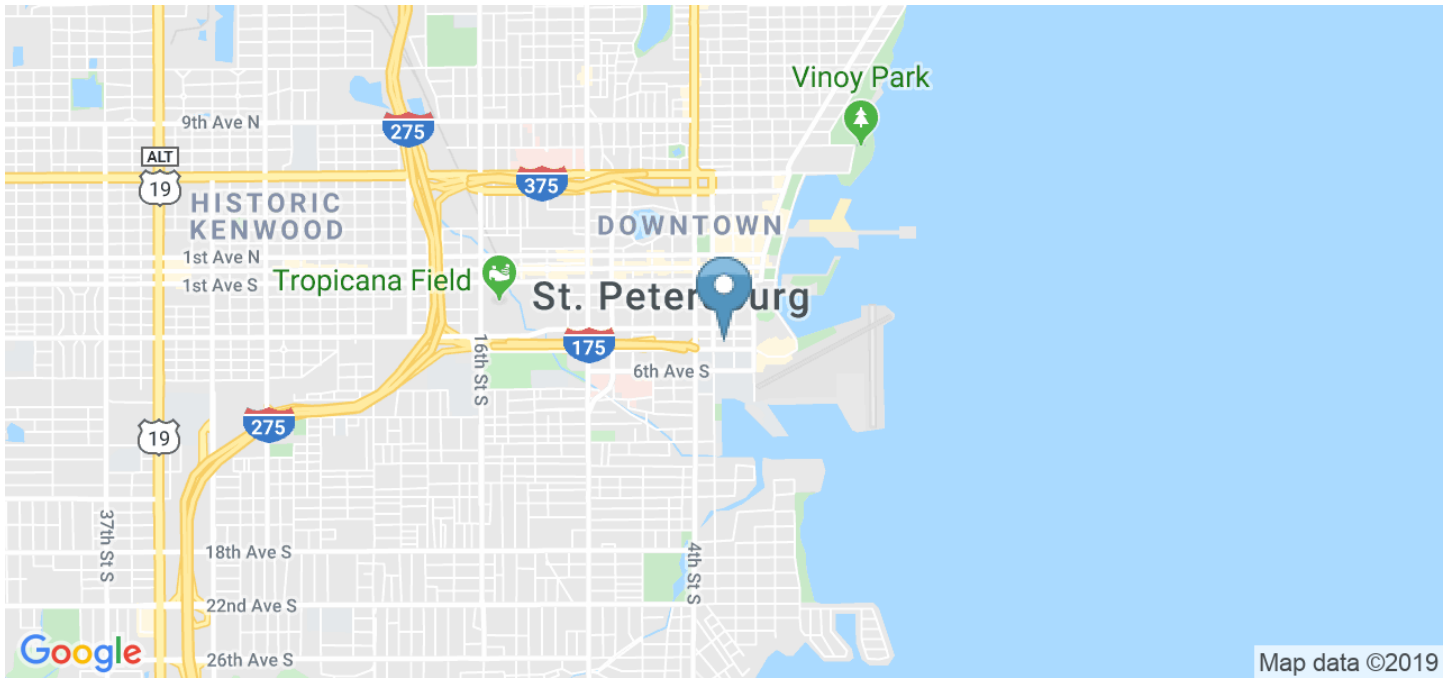 Vinoy Park
9th Ave N
275
ALT
19
375
HISTORIC
KENWOOD
DOWNTOWN
1st Ave N
1st Ave S
Tropicana Field
St. Petersburg
16th St S
175
6th Ave S
275
19
37th St S
18th Ave S
4th St S
22nd Ave S
26th Ave S
Google
Map data ©2019